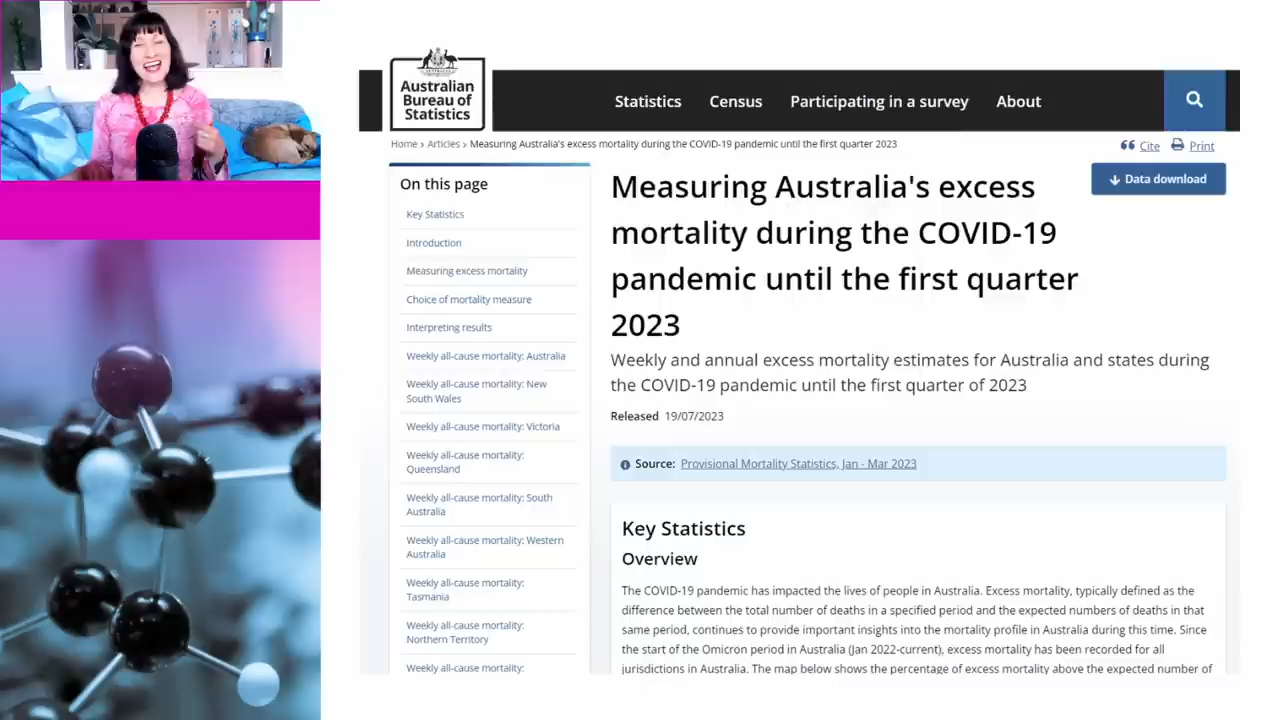 Australian
Bureau of
Statistics
Statistics
Census
Participating in a survey
About
Home > Articles > Measuring Australia's excess mortality during the COVID-19 pandemic until the first quarter 2023
Cite
Print
On this page
Key Statistics
Introduction
Measuring excess mortality
Choice of mortality measure
Interpreting results
Weekly all-cause mortality: Australia
Weekly all-cause mortality: New
South Wales
Weekly all-cause mortality: Victoria
Weekly all-cause mortality:
Queensland
Weekly all-cause mortality: South
Australia
Weekly all-cause mortality: Western
Australia
Weekly all-cause mortality:
Tasmania
Weekly all-cause mortality:
Northern Territory
Weekly all-cause mortality:
Data download
Measuring Australia's excess
mortality during the COVID-19
pandemic until the first quarter
2023
Weekly and annual excess mortality estimates for Australia and states during
the COVID-19 pandemic until the first quarter of 2023
Released 19/07/2023
Source: Provisional Mortality Statistics, Jan - Mar 2023
Key Statistics
Overview
The COVID-19 pandemic has impacted the lives of people in Australia. Excess mortality, typically defined as the
difference between the total number of deaths in a specified period and the expected numbers of deaths in that
same period, continues to provide important insights into the mortality profile in Australia during this time. Since
the start of the Omicron period in Australia (Jan 2022-current), excess mortality has been recorded for all
jurisdictions in Australia. The map below shows the percentage of excess mortality above the expected number of